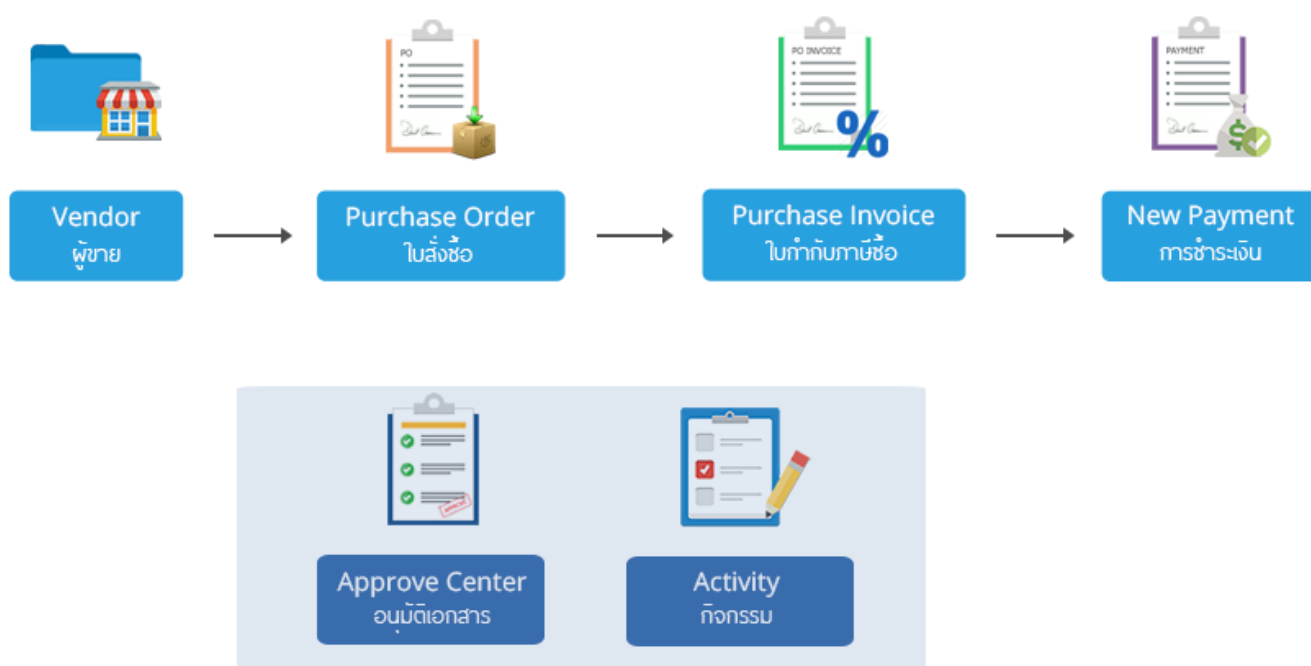 PO
PO INVOICE
PAYMENT
%
$
Vendor
ผู้ขาย
Purchase Order
ใบสั่งซื้อ
Purchase Invoice
ใบกำกับภาษีซื้อ
New Payment
การชำระเงิน
Approve Center
อนุมัติเอกสาร
Activity
กิจกรรม